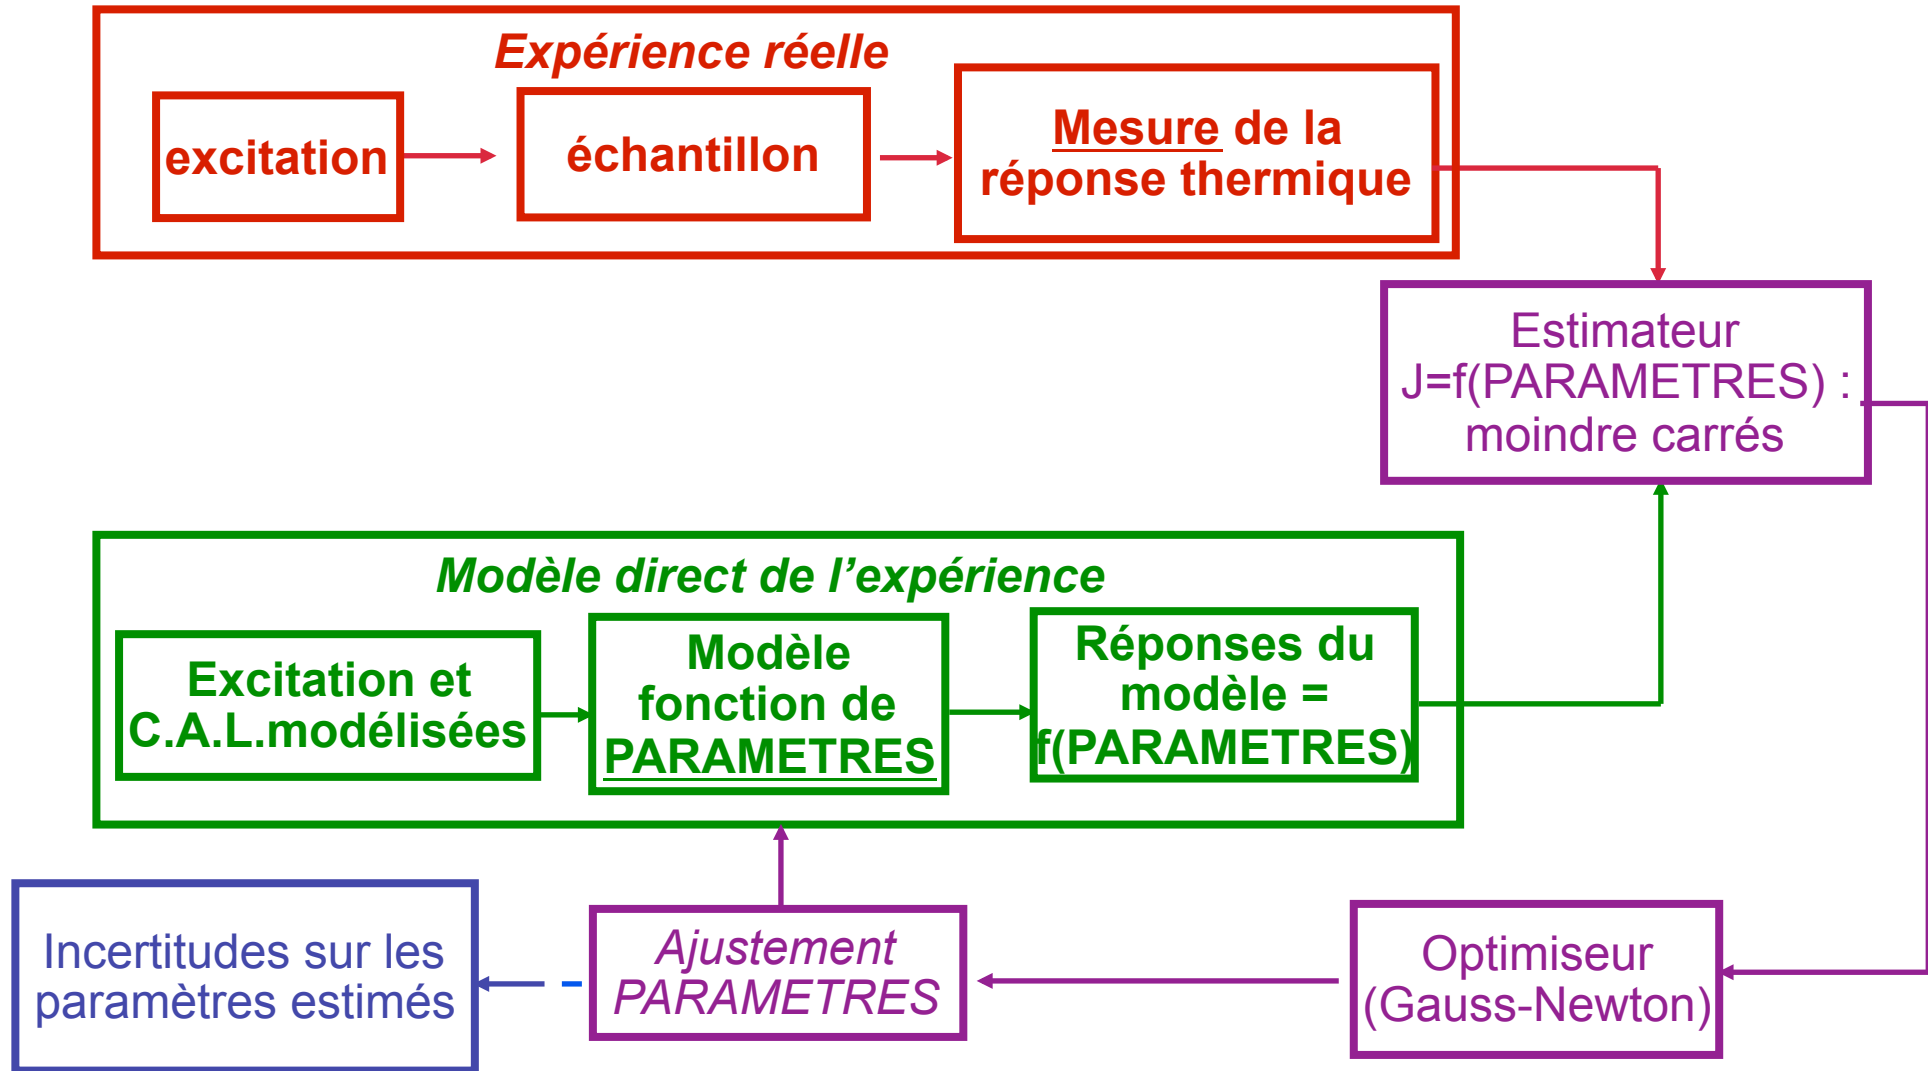 Expérience réelle
excitation
échantillon
Mesure de la
réponse thermique
Estimateur
J=f(PARAMETRES) :
moindre carrés
Modèle direct de l’expérience
Excitation et
C.A.L.modélisées
Modèle
fonction de
PARAMETRES
Réponses du
modèle =
f(PARAMETRES)
Incertitudes sur les
paramètres estimés
Ajustement
PARAMETRES
Optimiseur
(Gauss-Newton)